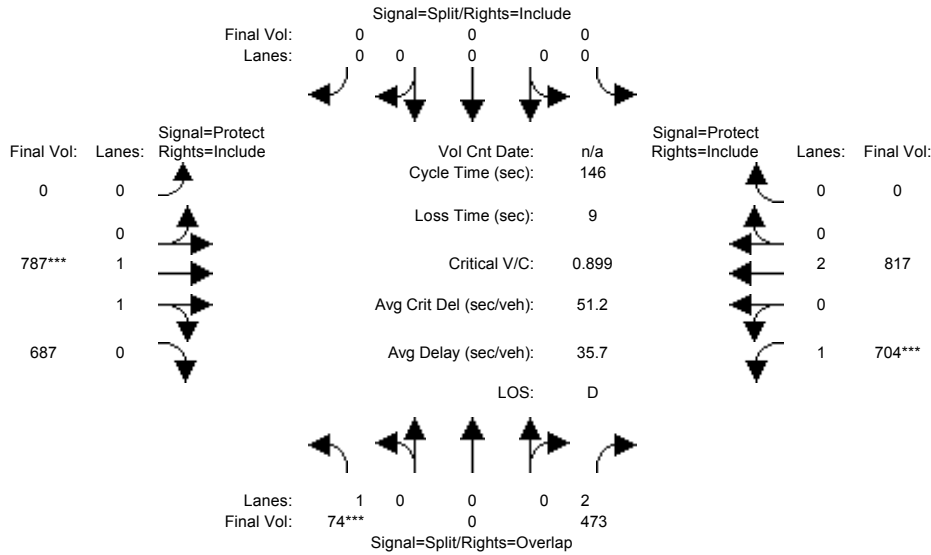 Signal=Split/Rights=Include
Final Vol: 0 0 0
Lanes: 0 0 0 0 0
Signal=Protect Signal=Protect
Final Vol: Lanes: Rights=Include Vol Cnt Date: n/a Rights=Include Lanes: Final Vol:
Cycle Time (sec): 146
0 0 0 0
Loss Time (sec): 9
0 0
787*** 1 Critical V/C: 0.899 2 817
1 Avg Crit Del (sec/veh): 51.2 0
687 0 Avg Delay (sec/veh): 35.7 1 704***
LOS: D
Lanes: 1 0 0 0 2
Final Vol: 74*** 0 473
Signal=Split/Rights=Overlap